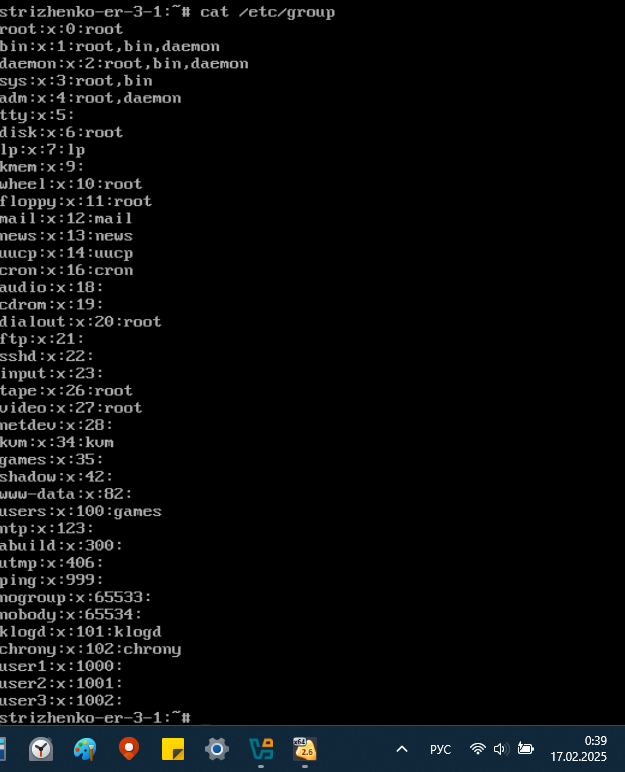 strizhenko-er-3-1:~# cat /etc/group
root:x:0:root
bin:x:1:root,bin,daemon
daemon:x:2:root,bin,daemon
sys:x:3:root,bin
adm:x:4:root,daemon
tty:x:5:
disk:x:6:root
lp:x:7:lp
kmem:x:9:
wheel:x:10:root
floppy:x:11:root
mail:x:12:mail
news:x:13:news
uucp:x:14:uucp
cron:x:16:cron
audio:x:18:
cdrom:x:19:
dialout:x:20:root
ftp:x:21:
sshd:x:22:
input:x:23:
tape:x:26:root
video:x:27:root
netdev:x:28:
kvm:x:34:kvm
games:x:35:
shadow:x:42:
www-data:x:82:
users:x:100:games
ntp:x:123:
abuild:x:300:
utmp:x:406:
ping:x:999:
nogroup:x:65533:
nobody:x:65534:
klogd:x:101:klogd
chrony:x:102:chrony
user1:x:1000:
user2:x:1001:
user3:x:1002:
strizhenko-er-3-1:~# _
x64
2.6
РУС
0:39
17.02.2025